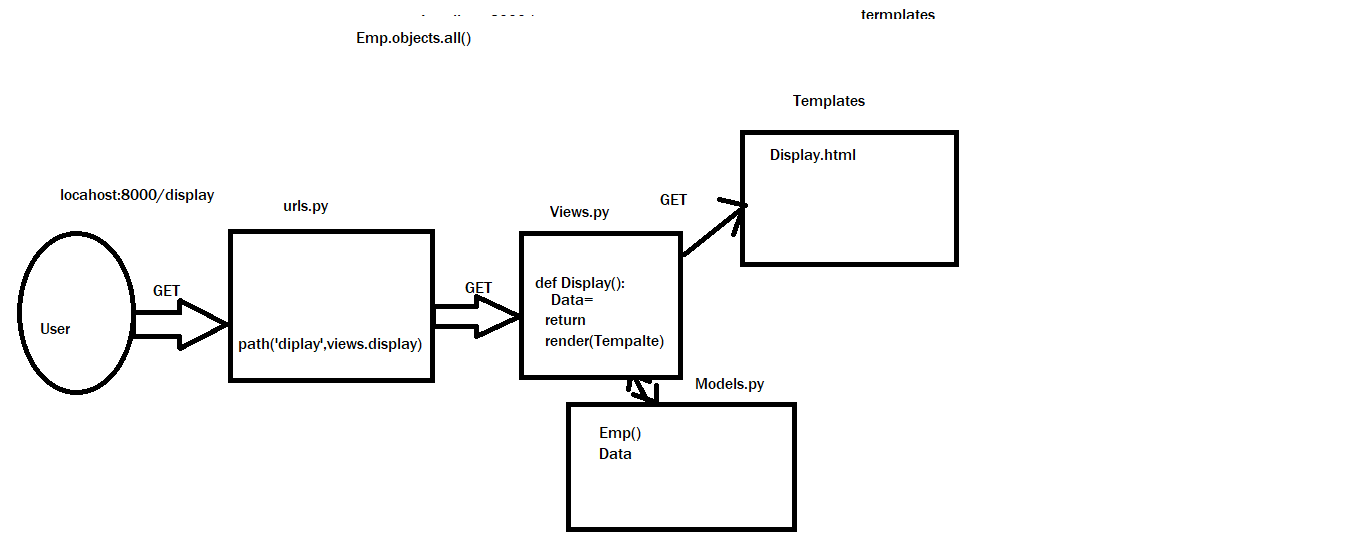 termplates
Emp.objects.all()
Templates
Display.html
locahost:8000/display
urls.py
GET
Views.py
GET
GET
def Display():
Data=
return
render(Tempalte)
User
path('diplay',views.display)
Models.py
Emp()
Data